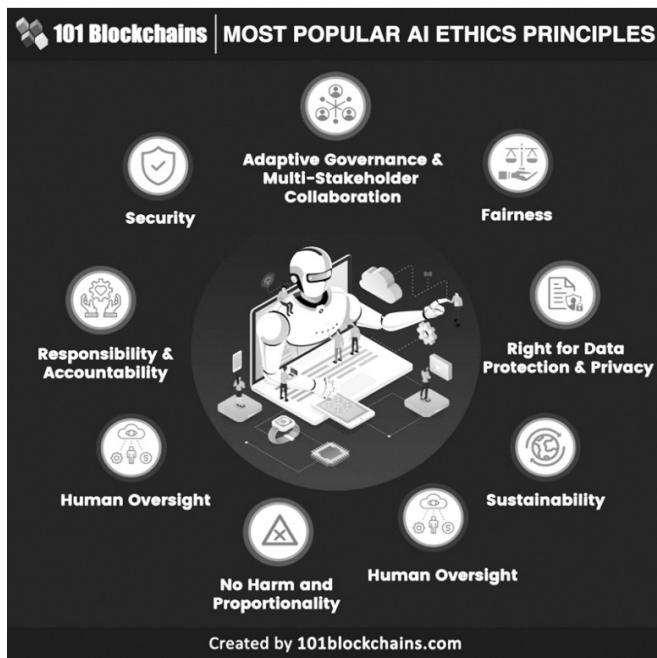 101 Blockchains
MOST POPULAR AI ETHICS PRINCIPLES
Adaptive Governance &
Multi-Stakeholder
Collaboration
Security
Fairness
Responsibility &
Accountability
Right for Data
Protection & Privacy
Human Oversight
Sustainability
No Harm and
Proportionality
Human Oversight
Created by 101blockchains.com